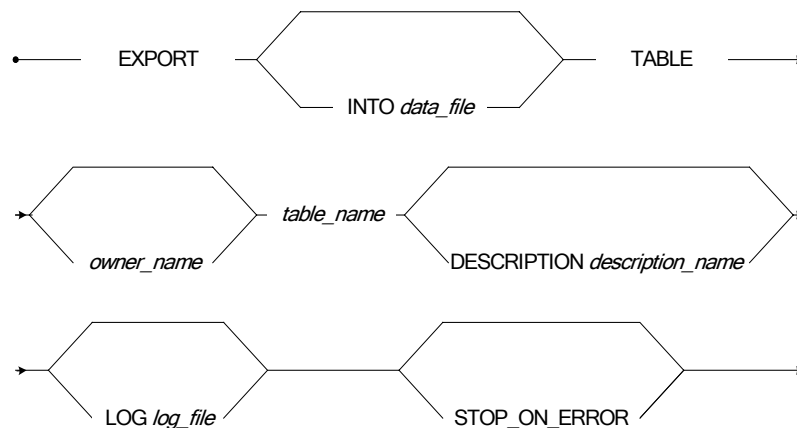 EXPORT TABLE
INTO data_file
table_name
owner_name DESCRIPTION description_name
LOG log_file STOP_ON_ERROR